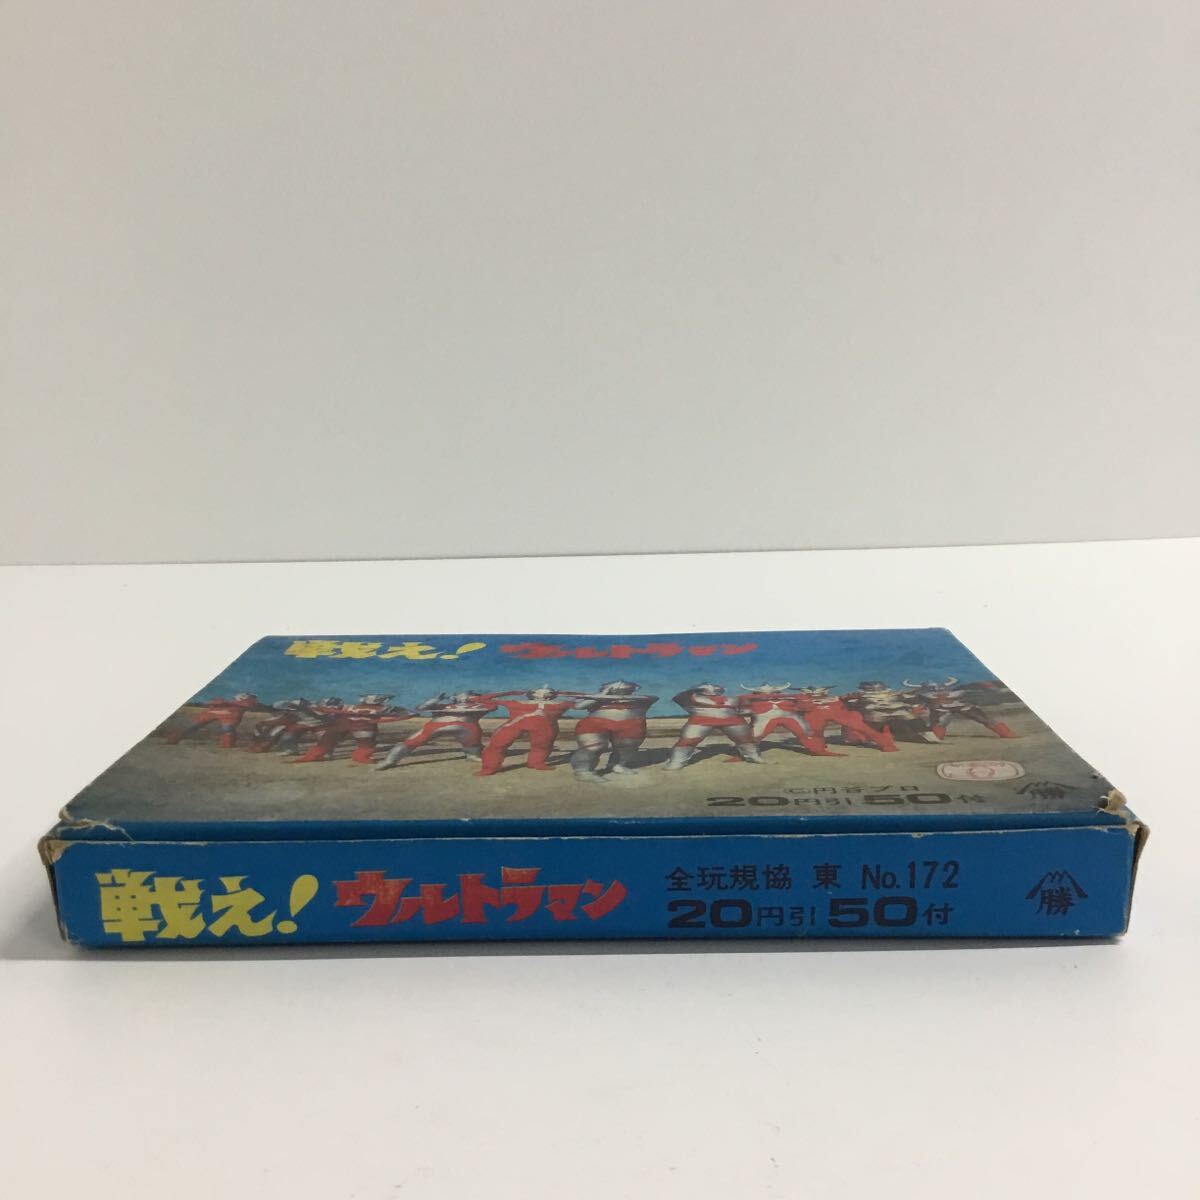 戦え!ウルトラマン
©円谷プロ
20円引50付
勝
戦え!ウルトラマン
全玩規協 東 No.172
20円引50付
勝